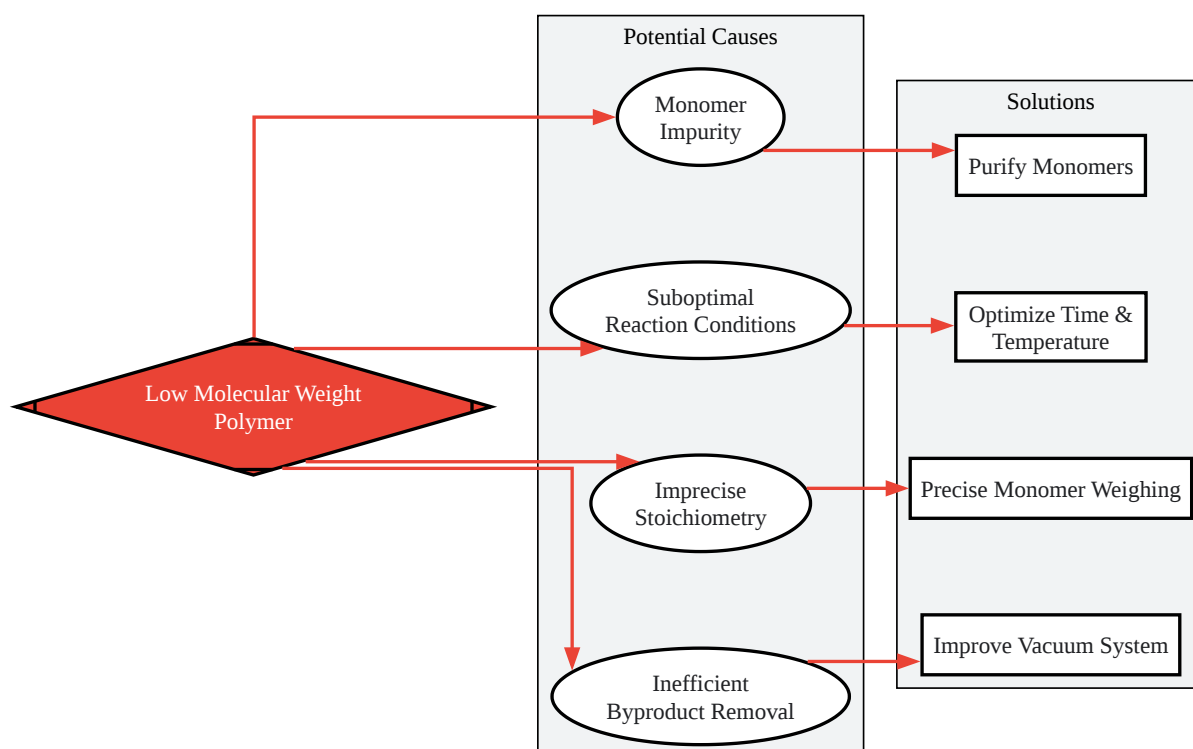 Potential Causes
Monomer
Impurity
Solutions
Purify Monomers
Suboptimal
Reaction Conditions
Optimize Time &
Temperature
Low Molecular Weight
Polymer
Imprecise
Stoichiometry
Precise Monomer Weighing
Inefficient
Byproduct Removal
Improve Vacuum System